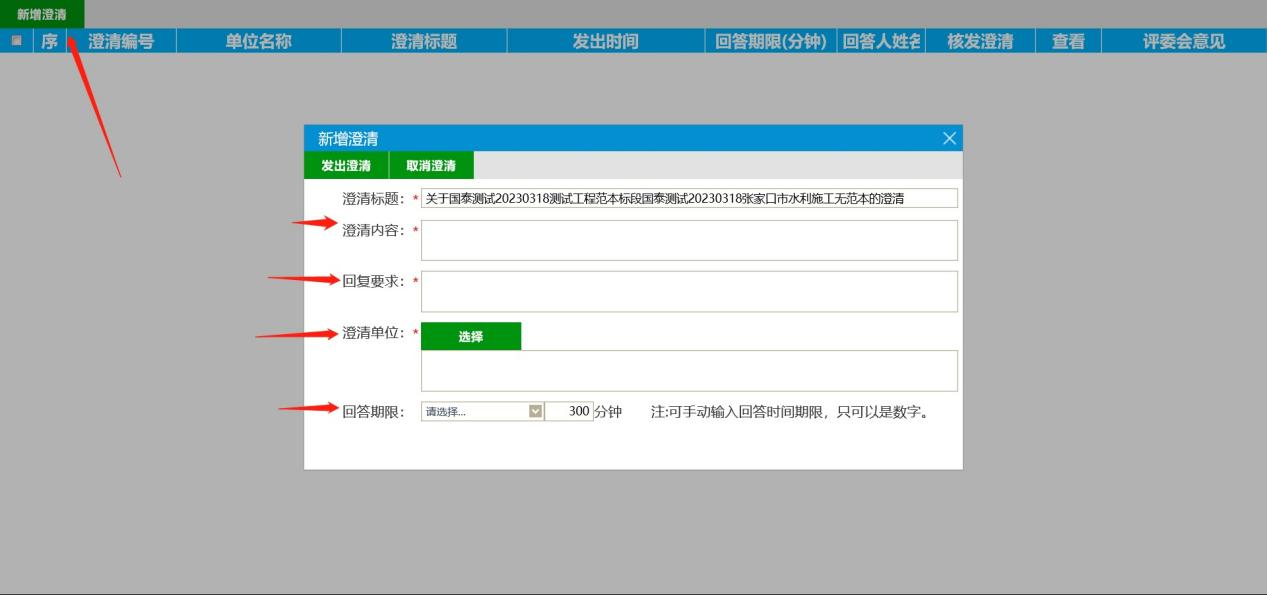 新增澄清
序 澄清编号 单位名称 澄清标题 发出时间 回答期限(分钟) 回答人姓名 核发澄清 查看 评委会意见
新增澄清
发出澄清 取消澄清
澄清标题：* 关于国泰测试20230318测试工程范本标段国泰测试20230318张家口市水利施工无范本的澄清
澄清内容：*
回复要求：*
澄清单位：* 选择
回答期限： 请选择... 300 分钟 注:可手动输入回答时间期限，只可以是数字。